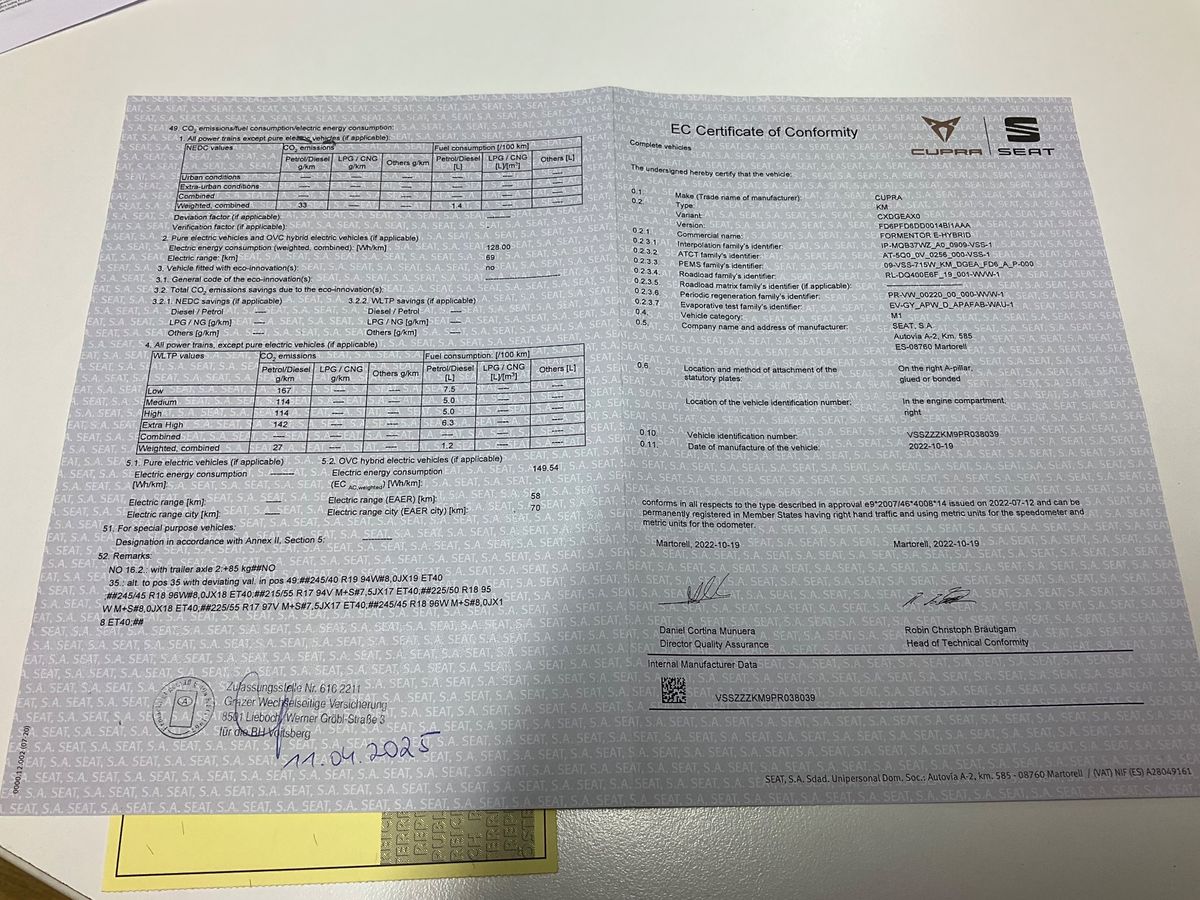 49. CO2 emissions/fuel consumption/electric energy consumption:
1. All power trains except pure electric vehicles (if applicable):
NEDC values CO2 emissions Fuel consumption [/100 km]
Petrol/Diesel g/km LPG / CNG g/km Others g/km Petrol/Diesel [L] LPG / CNG [L]/[m³] Others [L]
Urban conditions ---- ---- ---- ---- ---- ----
Extra-urban conditions ---- ---- ---- ---- ---- ----
Combined ---- ---- ---- ---- ---- ----
Weighted, combined 33 ---- ---- 1.4 ---- ----
Deviation factor (if applicable) --------
Verification factor (if applicable) -
2. Pure electric vehicles and OVC hybrid electric vehicles (if applicable)
Electric energy consumption (weighted, combined) [Wh/km] 128.00
Electric range: [km] 69
3. Vehicle fitted with eco-innovation(s): no
3.1. General code of the eco-innovation(s): --------------------
3.2. Total CO2 emissions savings due to the eco-innovation(s):
3.2.1. NEDC savings (if applicable) 3.2.2. WLTP savings (if applicable)
Diesel / Petrol ---- Diesel / Petrol ----
LPG / NG [g/km] ---- LPG / NG [g/km] ----
Others [g/km] ---- Others [g/km] ----
4. All power trains, except pure electric vehicles (if applicable)
WLTP values CO2 emissions Fuel consumption: [/100 km]
Petrol/Diesel g/km LPG / CNG g/km Others g/km Petrol/Diesel [L] LPG / CNG [L]/[m³] Others [L]
Low 167 ---- ---- 7.5 ---- ----
Medium 114 ---- ---- 5.0 ---- ----
High 114 ---- ---- 5.0 ---- ----
Extra High 142 ---- ---- 6.3 ---- ----
Combined ---- ---- ---- ---- ---- ----
Weighted, combined 27 ---- ---- 1.2 ---- ----
5.1. Pure electric vehicles (if applicable) 5.2. OVC hybrid electric vehicles (if applicable)
Electric energy consumption [Wh/km]: -------- Electric energy consumption (EC AC,weighted) [Wh/km]: 149.54
Electric range [km]: ----- Electric range (EAER) [km]: 58
Electric range city [km]: ----- Electric range city (EAER city) [km]: 70
51. For special purpose vehicles:
Designation in accordance with Annex II, Section 5: --------
52. Remarks:
NO 16.2.: with trailer axle 2:+85 kg##NO
35.: alt. to pos 35 with deviating val. in pos 49:##245/40 R19 94W#8,0JX19 ET40
;##245/45 R18 96W#8,0JX18 ET40;##215/55 R17 94V M+S#7,5JX17 ET40;##225/50 R18 95
W M+S#8,0JX18 ET40;##225/55 R17 97V M+S#7,5JX17 ET40;##245/45 R18 96W M+S#8,0JX1
8 ET40;##
Zulassungsstelle Nr. 610 2211
Grazer Wechselseitige Versicherung
8501 Lieboch, Werner Gröbl-Straße 3
für die BH Voitsberg
11.04.2025
0000.12.002 (07-20)
EC Certificate of Conformity
CUPRA SEAT
Complete vehicles
The undersigned hereby certify that the vehicle:
0.1. Make (Trade name of manufacturer): CUPRA
0.2. Type: KM
Variant: CXDGEAX0
Version: FD6PFFD6DD0014B1AAA
0.2.1. Commercial name: FORMENTOR E-HYBRID
0.2.3.1. Interpolation family's identifier: IP-MQB37WZ_A0_0909-VSS-1
0.2.3.2. ATCT family's identifier: AT-5Q0_0V_0256_000-VSS-1
0.2.3.3. PEMS family's identifier: 09-VSS-715W_KM_DGEA_FD6_A_P-000
0.2.3.4. Roadload family's identifier: RL-DQ400E6F_19_001-WVW-1
0.2.3.5. Roadload matrix family's identifier (if applicable): --------------------
0.2.3.6. Periodic regeneration family's identifier: PR-VW_00220_00_000-WVW-1
0.2.3.7. Evaporative test family's identifier: EV-GY_APW_D_APAFAB-WAU-1
0.4. Vehicle category: M1
0.5. Company name and address of manufacturer: SEAT, S.A.
Autovia A-2, Km. 585
ES-08760 Martorell
0.6. Location and method of attachment of the statutory plates: On the right A-pillar, glued or bonded
Location of the vehicle identification number: In the engine compartment, right
0.10. Vehicle identification number: VSSZZZKM9PR038039
0.11. Date of manufacture of the vehicle: 2022-10-19
conforms in all respects to the type described in approval e9*2007/46*4008*14 issued on 2022-07-12 and can be
permanently registered in Member States having right hand traffic and using metric units for the speedometer and
metric units for the odometer.
Martorell, 2022-10-19 Martorell, 2022-10-19
Daniel Cortina Munuera Robin Christoph Bräutigam
Director Quality Assurance Head of Technical Conformity
Internal Manufacturer Data
VSSZZZKM9PR038039
SEAT, S.A. Sdad. Unipersonal Dom. Soc.: Autovia A-2, km. 585 - 08760 Martorell / (VAT) NIF (ES) A28049161